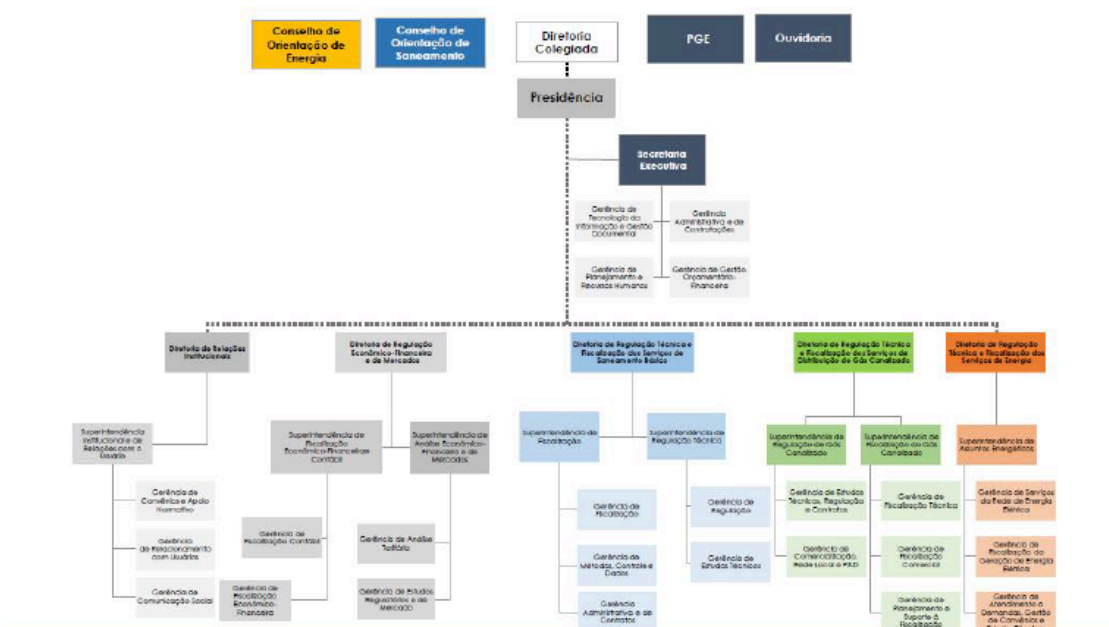 Conselho de
Orientação de
Energia
Conselho de
Orientação de
Saneamento
Diretoria
Colegiada
PGE
Ouvidoria
Presidência
Secretaria
Executiva
Gerência de
Tecnologia da
Informação e Gestão
Documental
Gerência
Administrativa e de
Contratações
Gerência de
Planejamento e
Recursos Humanos
Gerência de Gestão
Orçamentário-
Financeira
Diretoria de Relações
Institucionais
Diretoria de Regulação
Econômico-Financeira
e de Mercados
Diretoria de Regulação Técnica e
Fiscalização dos Serviços de
Saneamento Básico
Diretoria de Regulação Técnica
e Fiscalização dos Serviços de
Distribuição de Gás Canalizado
Diretoria de Regulação
Técnica e Fiscalização dos
Serviços de Energia
Superintendência
Institucional e de
Relações com o
Usuário
Superintendência de
Fiscalização
Econômico-Financeira e
Contábil
Superintendência de
Análise Econômico-
Financeira e de
Mercados
Superintendência de
Fiscalização
Superintendência de
Regulação Técnica
Superintendência de
Regulação de Gás
Canalizado
Superintendência de
Fiscalização de Gás
Canalizado
Superintendência de
Assuntos Energéticos
Gerência de
Convênios e Apoio
Normativo
Gerência
de Relacionamento
com Usuários
Gerência de
Comunicação Social
Gerência de
Fiscalização Contábil
Gerência de
Fiscalização
Econômico-
Financeira
Gerência de Análise
Tarifária
Gerência de Estudos
Regulatórios e de
Mercado
Gerência de
Fiscalização
Gerência de
Métodos, Controle e
Dados
Gerência
Administrativa e de
Contratos
Gerência de
Regulação
Gerência de
Estudos Técnicos
Gerência de Estudos
Técnicos, Regulação
e Contratos
Gerência de
Comercialização,
Rede Local e P&D
Gerência de
Fiscalização Técnica
Gerência de
Fiscalização
Comercial
Gerência de
Planejamento e
Suporte à
Fiscalização
Gerência de Serviços
da Rede de Energia
Elétrica
Gerência de
Fiscalização da
Geração de Energia
Elétrica
Gerência de
Atendimento a
Demandas, Gestão
de Convênios e